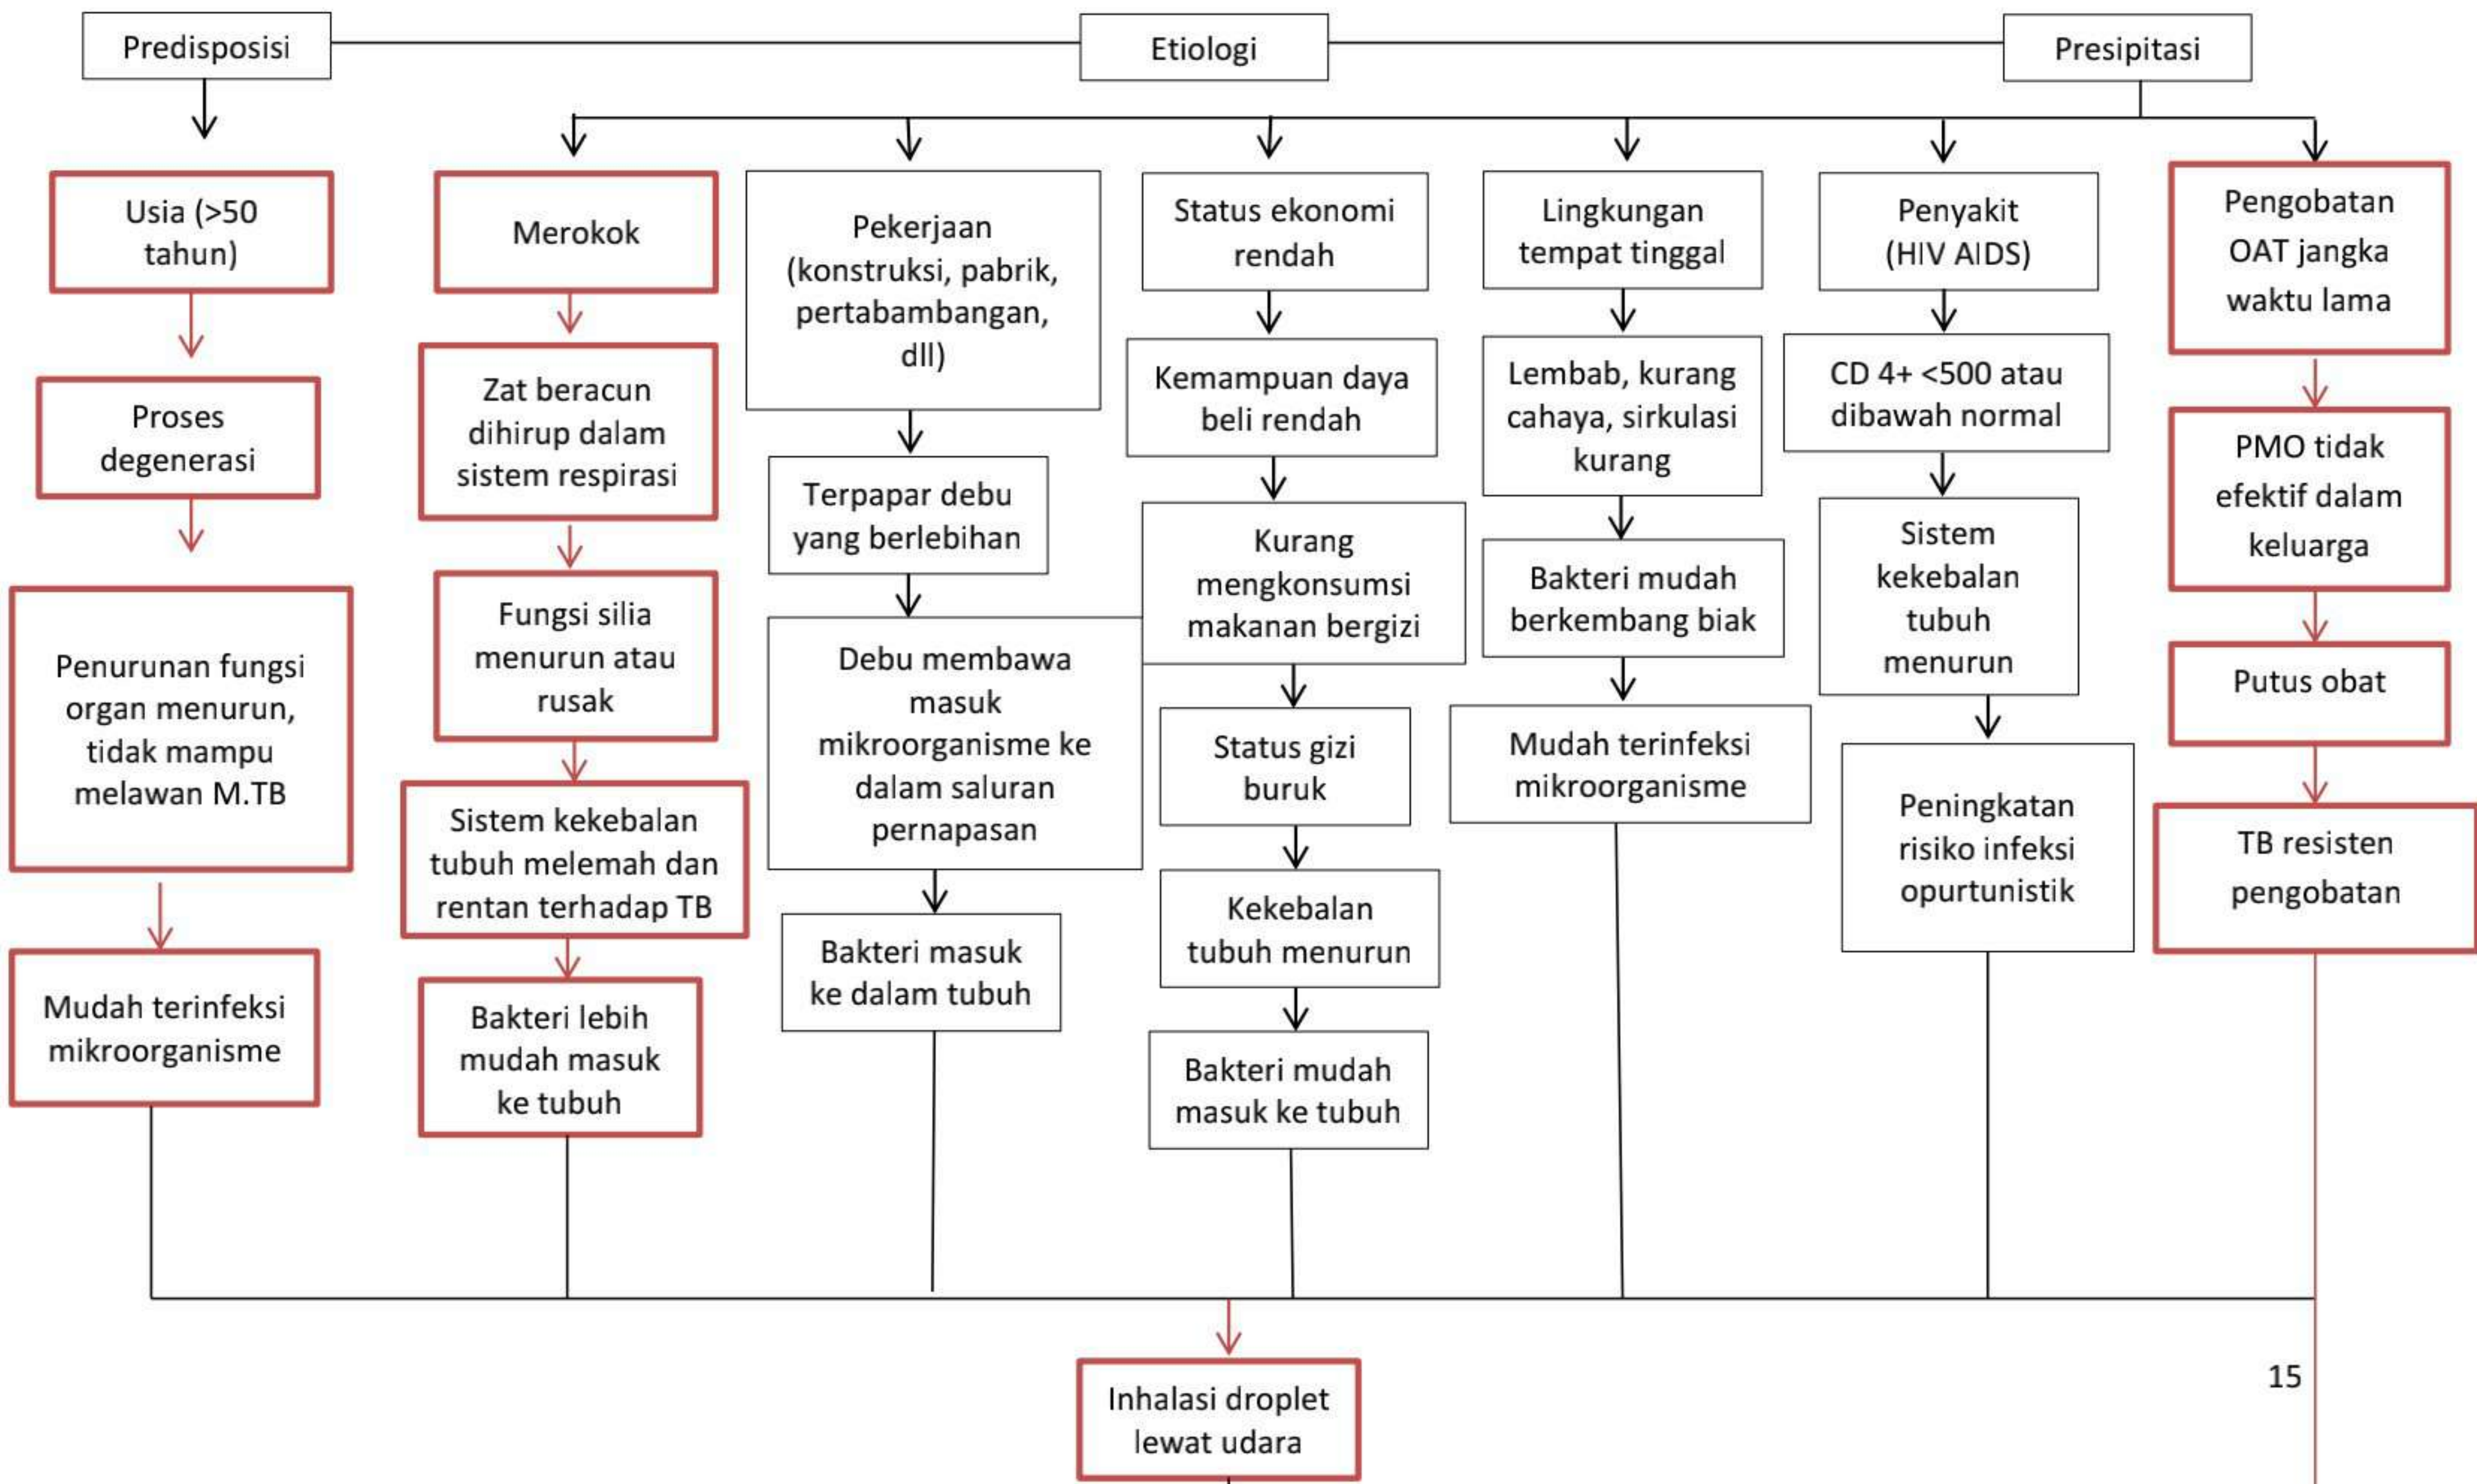 Predisposisi
Etiologi
Presipitasi
Usia (>50
tahun)
Proses
degenerasi
Penurunan fungsi
organ menurun,
tidak mampu
melawan M.TB
Mudah terinfeksi
mikroorganisme
Merokok
Zat beracun
dihirup dalam
sistem respirasi
Fungsi silia
menurun atau
rusak
Sistem kekebalan
tubuh melemah dan
rentan terhadap TB
Bakteri lebih
mudah masuk
ke tubuh
Pekerjaan
(konstruksi, pabrik,
pertabambangan,
dll)
Terpapar debu
yang berlebihan
Debu membawa
masuk
mikroorganisme ke
dalam saluran
pernapasan
Bakteri masuk
ke dalam tubuh
Status ekonomi
rendah
Kemampuan daya
beli rendah
Kurang
mengkonsumsi
makanan bergizi
Status gizi
buruk
Kekebalan
tubuh menurun
Bakteri mudah
masuk ke tubuh
Lingkungan
tempat tinggal
Lembab, kurang
cahaya, sirkulasi
kurang
Bakteri mudah
berkembang biak
Mudah terinfeksi
mikroorganisme
Penyakit
(HIV AIDS)
CD 4+ <500 atau
dibawah normal
Sistem
kekebalan
tubuh
menurun
Peningkatan
risiko infeksi
opurtunistik
Pengobatan
OAT jangka
waktu lama
PMO tidak
efektif dalam
keluarga
Putus obat
TB resisten
pengobatan
Inhalasi droplet
lewat udara
15